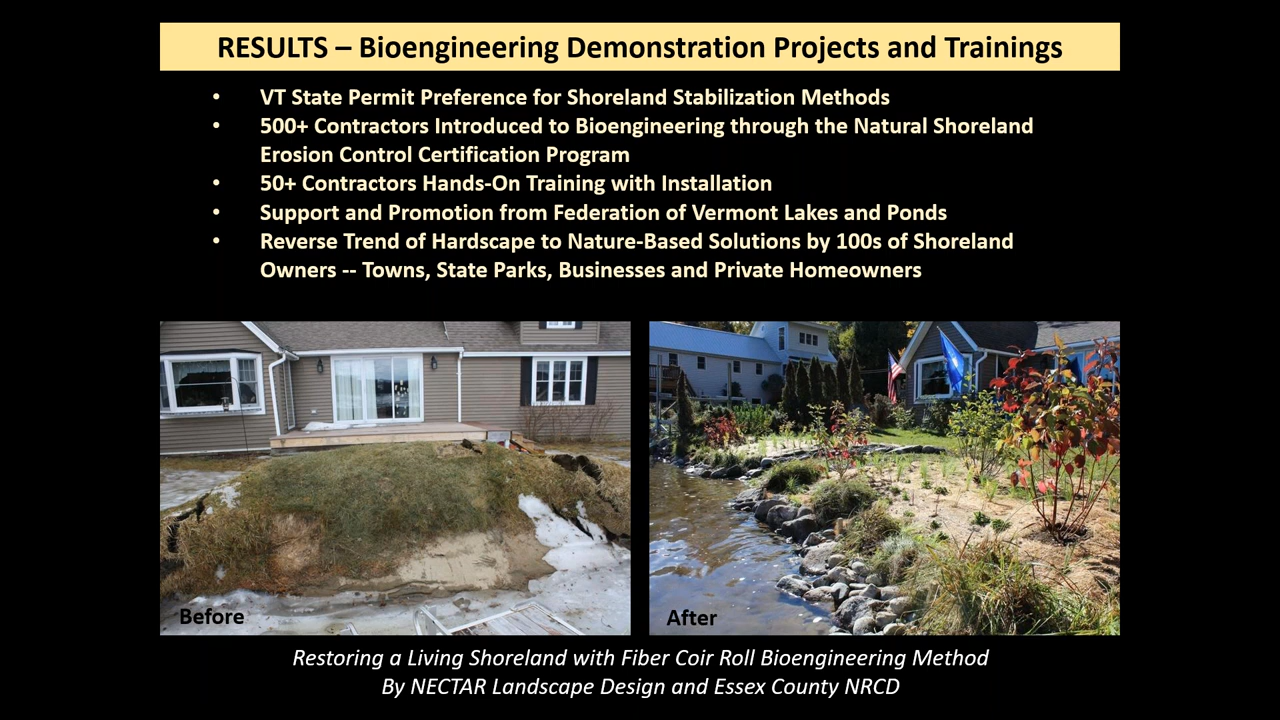 RESULTS – Bioengineering Demonstration Projects and Trainings
• VT State Permit Preference for Shoreland Stabilization Methods
• 500+ Contractors Introduced to Bioengineering through the Natural Shoreland
Erosion Control Certification Program
• 50+ Contractors Hands-On Training with Installation
• Support and Promotion from Federation of Vermont Lakes and Ponds
• Reverse Trend of Hardscape to Nature-Based Solutions by 100s of Shoreland
Owners -- Towns, State Parks, Businesses and Private Homeowners
Before
After
Restoring a Living Shoreland with Fiber Coir Roll Bioengineering Method
By NECTAR Landscape Design and Essex County NRCD